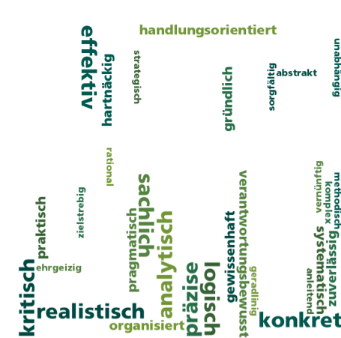 handlungsorientiert
effektiv
hartnäckig
strategisch
gründlich
sorgfältig
abstrakt
unabhängig
rational
zielstrebig
praktisch
ehrgeizig
kritisch
realistisch
pragmatisch
sachlich
analytisch
organisiert
präzise
logisch
gewissenhaft
verantwortungsbewusst
geradlinig
konkret
anleitend
systematisch
vernünftig
komplex
methodisch
zuverlässig